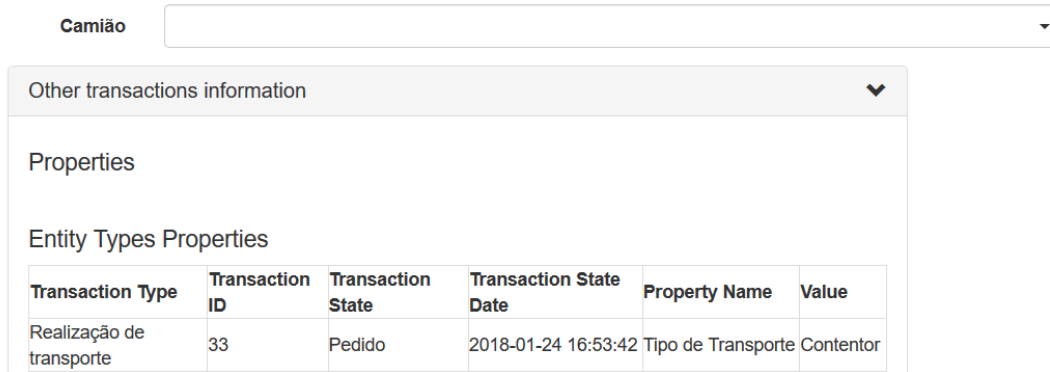 Camião
Other transactions information
Properties
Entity Types Properties
Transaction Type Transaction ID Transaction State Transaction State Date Property Name Value
Realização de transporte 33 Pedido 2018-01-24 16:53:42 Tipo de Transporte Contentor